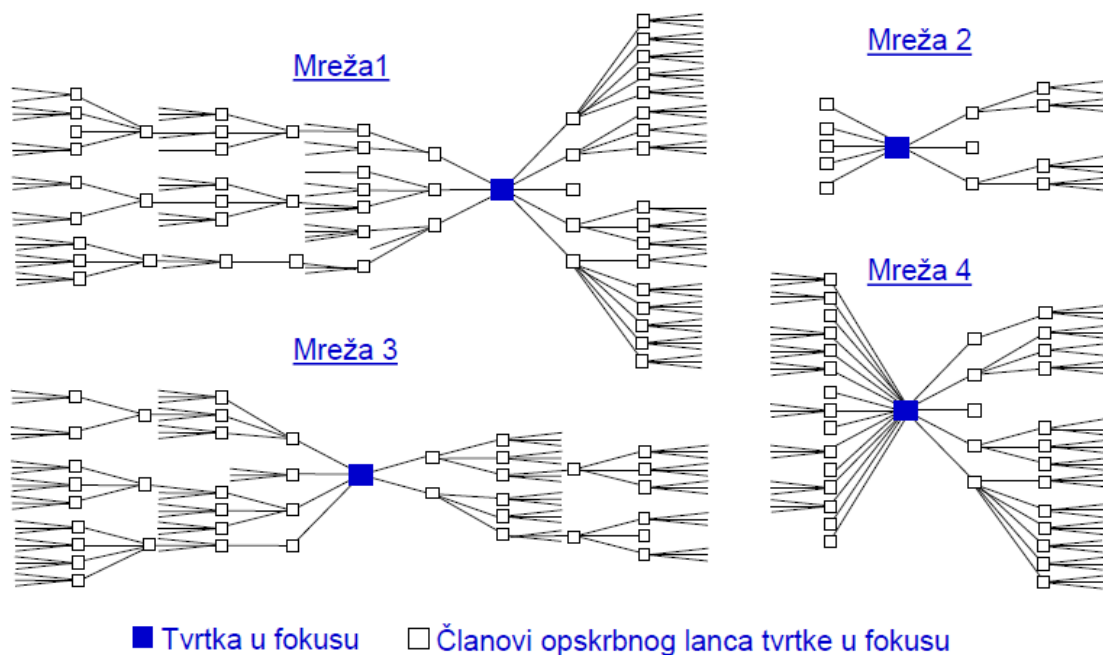 Mreža1
Mreža 2
Mreža 3
Mreža 4
Tvrtka u fokusu
Članovi opskrbnog lanca tvrtke u fokusu